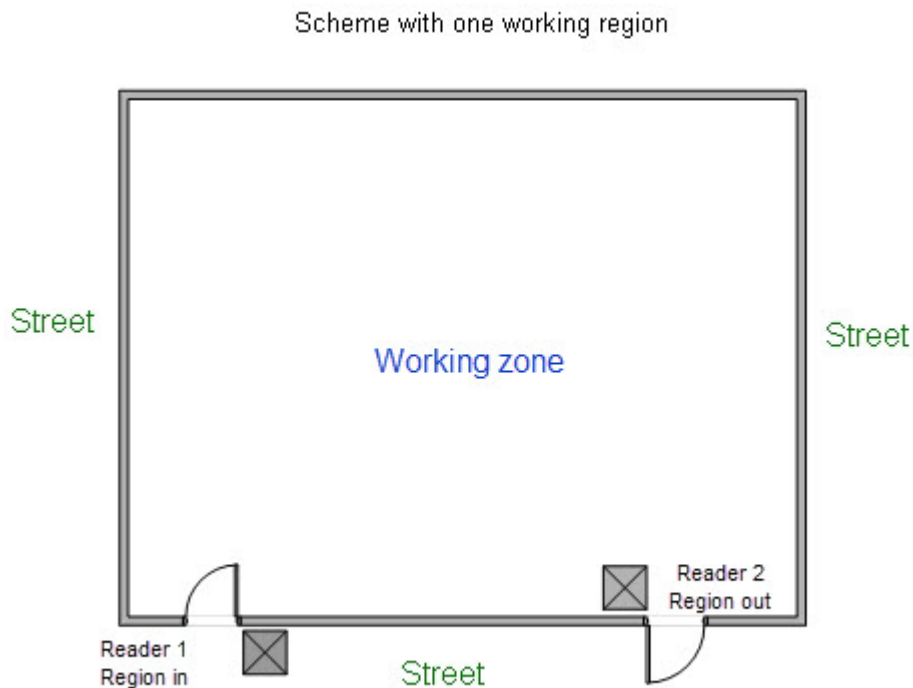 Scheme with one working region
Street
Street
Working zone
Reader 2
Region out
Reader 1
Region in
Street